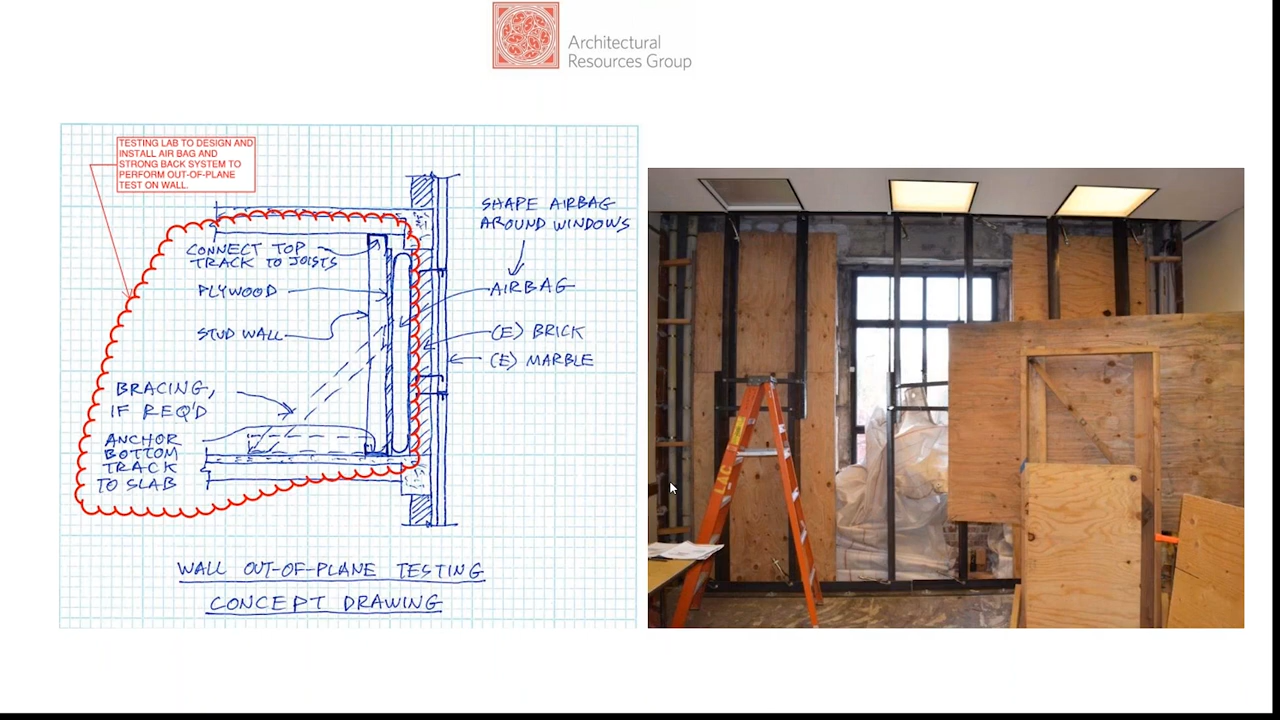 Architectural
Resources Group
TESTING LAB TO DESIGN AND
INSTALL AIR BAG AND
STRONG BACK SYSTEM TO
PERFORM OUT-OF-PLANE
TEST ON WALL.
SHAPE AIRBAG
AROUND WINDOWS
CONNECT TOP
TRACK TO JOISTS
PLYWOOD
AIRBAG
STUD WALL
(E) BRICK
(E) MARBLE
BRACING,
IF REQ'D
ANCHOR
BOTTOM
TRACK
TO SLAB
WALL OUT-OF-PLANE TESTING
CONCEPT DRAWING